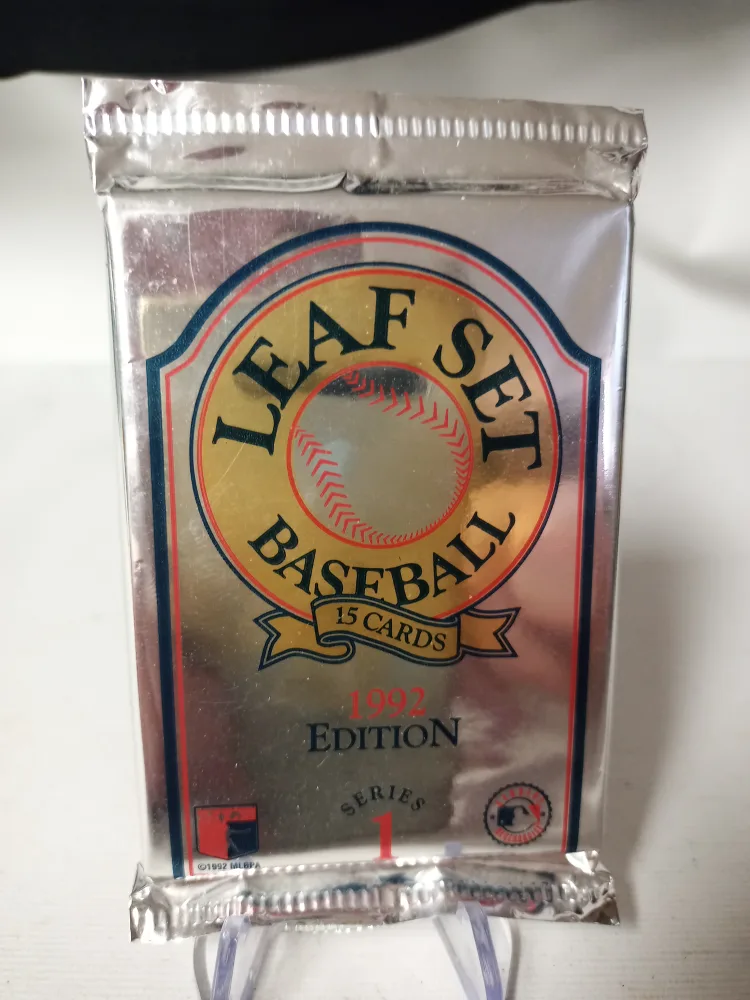 LEAF SET
BASEBALL
15 CARDS
1992
EDITION
SERIES
1
©1992 MLBPA